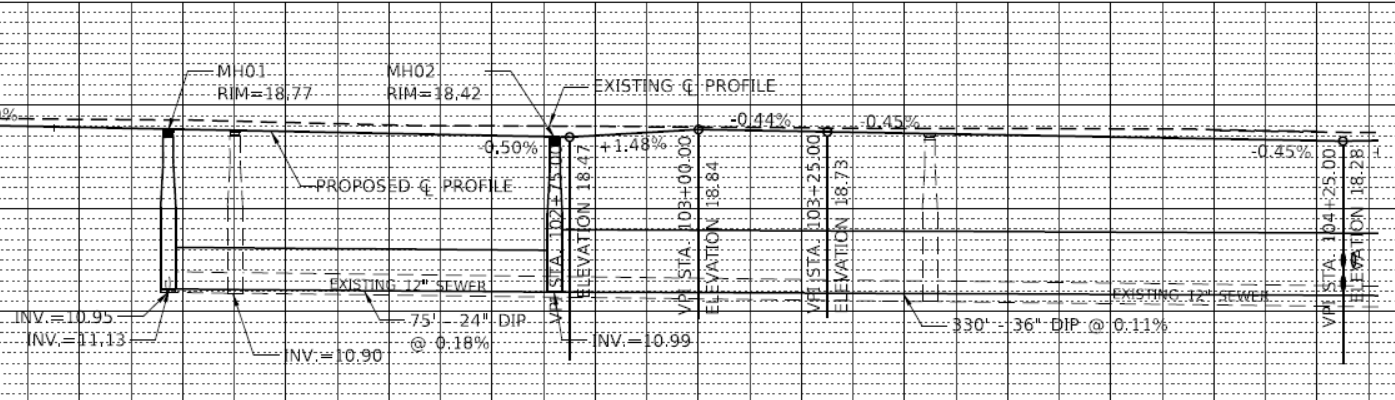 MH01
RIM=18.77
MH02
RIM=18.42
EXISTING ℄ PROFILE
-0.50%
+1.48%
-0.44%
-0.45%
-0.45%
PROPOSED ℄ PROFILE
VPI STA. 102+75.00
ELEVATION 18.47
VPI STA. 103+00.00
ELEVATION 18.84
VPI STA. 103+25.00
ELEVATION 18.73
VPI STA. 104+25.00
ELEVATION 18.28
EXISTING 12" SEWER
EXISTING 12" SEWER
INV.=10.95
INV.=11.13
INV.=10.90
75' - 24" DIP
@ 0.18%
INV.=10.99
330' - 36" DIP @ 0.11%